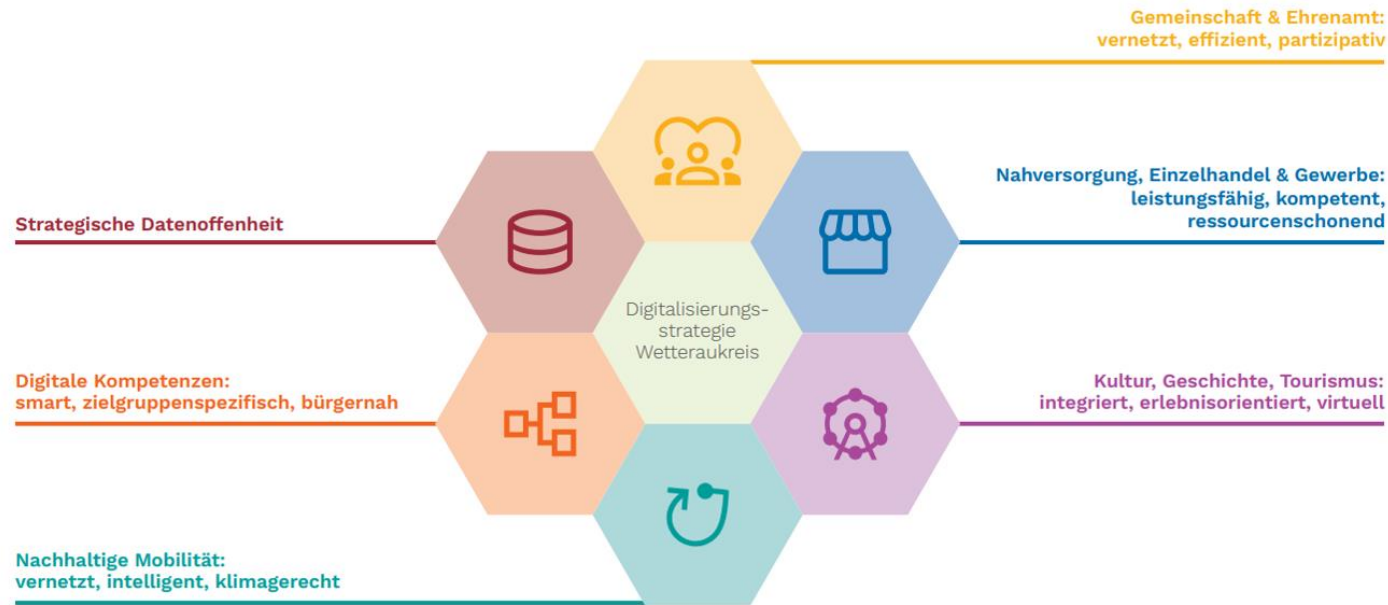 Gemeinschaft & Ehrenamt:
vernetzt, effizient, partizipativ
Nahversorgung, Einzelhandel & Gewerbe:
leistungsfähig, kompetent,
ressourcenschonend
Strategische Datenoffenheit
Digitalisierungs-
strategie
Wetteraukreis
Digitale Kompetenzen:
smart, zielgruppenspezifisch, bürgernah
Kultur, Geschichte, Tourismus:
integriert, erlebnisorientiert, virtuell
Nachhaltige Mobilität:
vernetzt, intelligent, klimagerecht